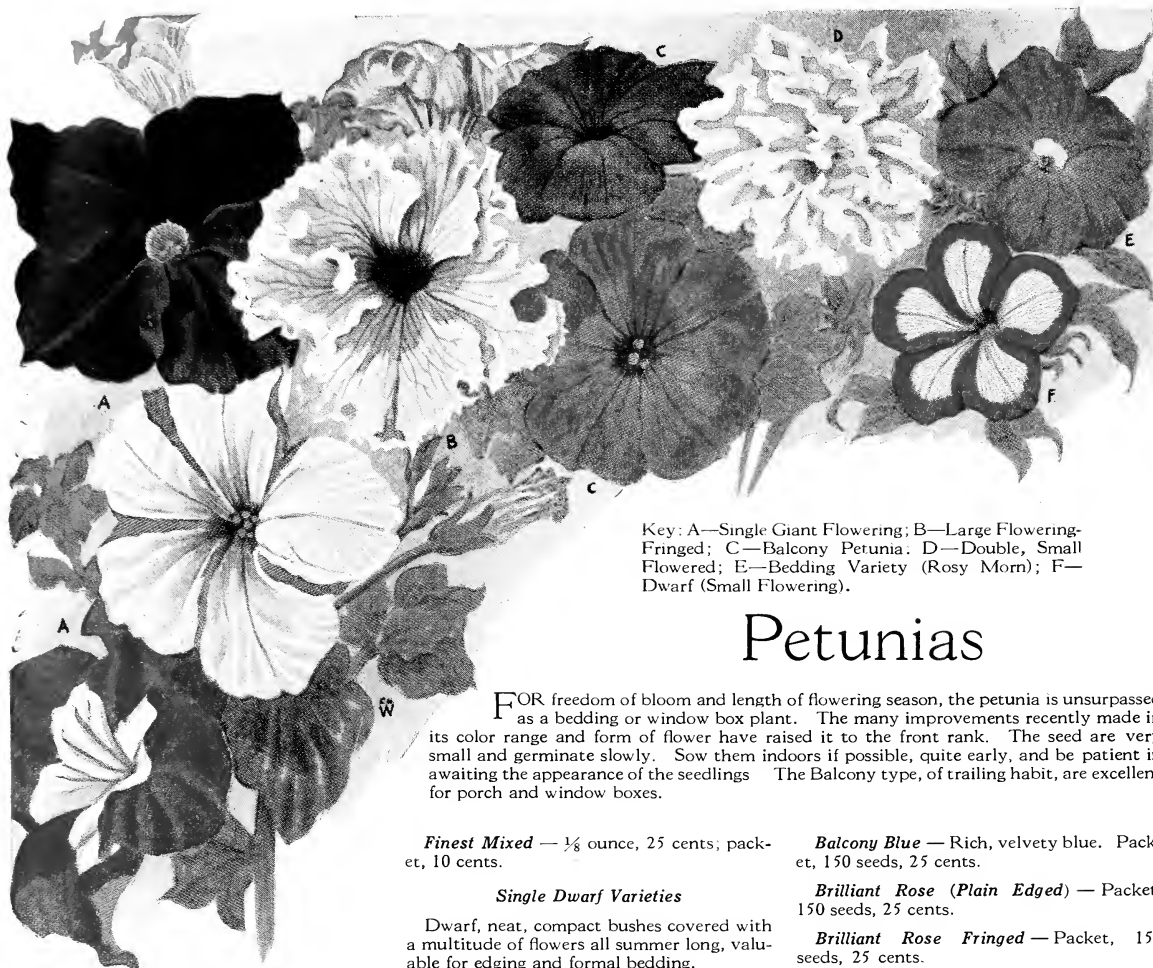 C
D
E
A
B
F
C
A
Key: A—Single Giant Flowering; B—Large Flowering-
Fringed; C—Balcony Petunia. D—Double, Small
Flowered; E—Bedding Variety (Rosy Morn); F—
Dwarf (Small Flowering).
Petunias
FOR freedom of bloom and length of flowering season, the petunia is unsurpassed
as a bedding or window box plant. The many improvements recently made in
its color range and form of flower have raised it to the front rank. The seed are very
small and germinate slowly. Sow them indoors if possible, quite early, and be patient in
awaiting the appearance of the seedlings The Balcony type, of trailing habit, are excellent
for porch and window boxes.
Finest Mixed — ⅛ ounce, 25 cents; pack-
et, 10 cents.
Single Dwarf Varieties
Dwarf, neat, compact bushes covered with
a multitude of flowers all summer long, valu-
able for edging and formal bedding.
Balcony Blue — Rich, velvety blue. Pack-
et, 150 seeds, 25 cents.
Brilliant Rose (Plain Edged) — Packet,
150 seeds, 25 cents.
Brilliant Rose Fringed — Packet, 150
seeds, 25 cents.